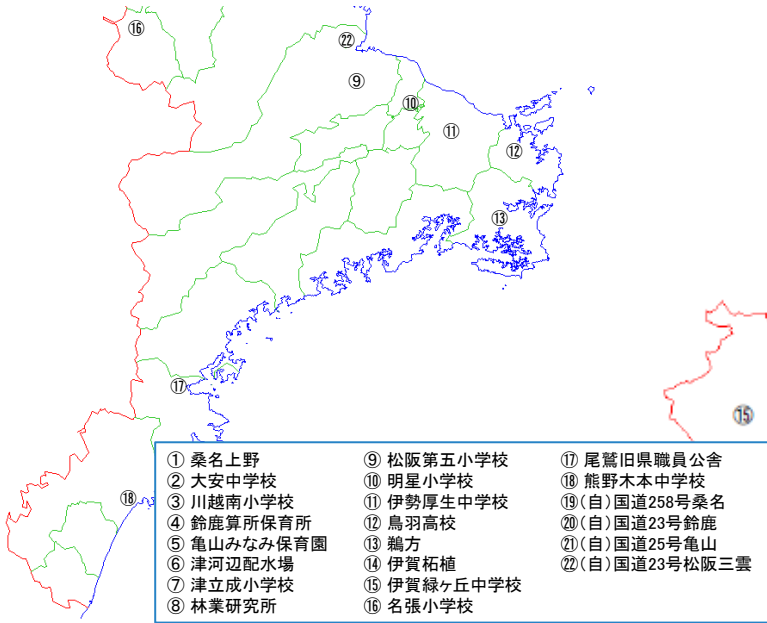 ⑯
㉒
⑨
⑩
⑪
⑫
⑬
⑮
⑰
⑱
① 桑名上野
② 大安中学校
③ 川越南小学校
④ 鈴鹿算所保育所
⑤ 亀山みなみ保育園
⑥ 津河辺配水場
⑦ 津立成小学校
⑧ 林業研究所
⑨ 松阪第五小学校
⑩ 明星小学校
⑪ 伊勢厚生中学校
⑫ 鳥羽高校
⑬ 鵜方
⑭ 伊賀柘植
⑮ 伊賀緑ヶ丘中学校
⑯ 名張小学校
⑰ 尾鷲旧県職員公舎
⑱ 熊野木本中学校
⑲(自)国道258号桑名
⑳(自)国道23号鈴鹿
㉑(自)国道25号亀山
㉒(自)国道23号松阪三雲